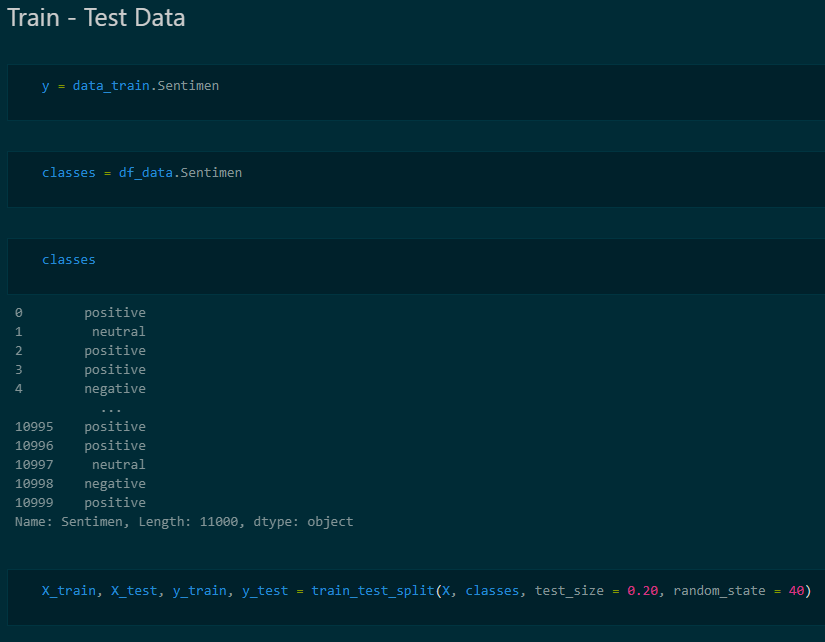 Train - Test Data
y = data_train.Sentimen
classes = df_data.Sentimen
classes
0        positive
1         neutral
2        positive
3        positive
4        negative
           ...
10995    positive
10996    positive
10997     neutral
10998    negative
10999    positive
Name: Sentimen, Length: 11000, dtype: object
X_train, X_test, y_train, y_test = train_test_split(X, classes, test_size = 0.20, random_state = 40)